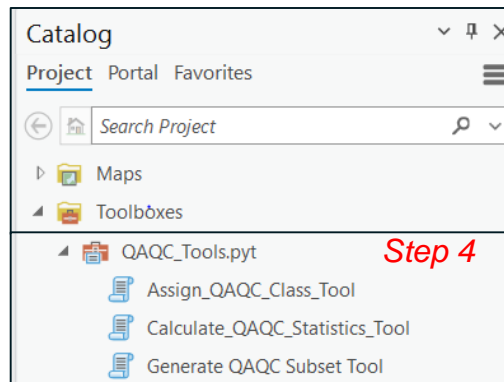 Catalog
Project Portal Favorites
Search Project
Maps
Toolboxes
QAQC_Tools.pyt Step 4
Assign_QAQC_Class_Tool
Calculate_QAQC_Statistics_Tool
Generate QAQC Subset Tool